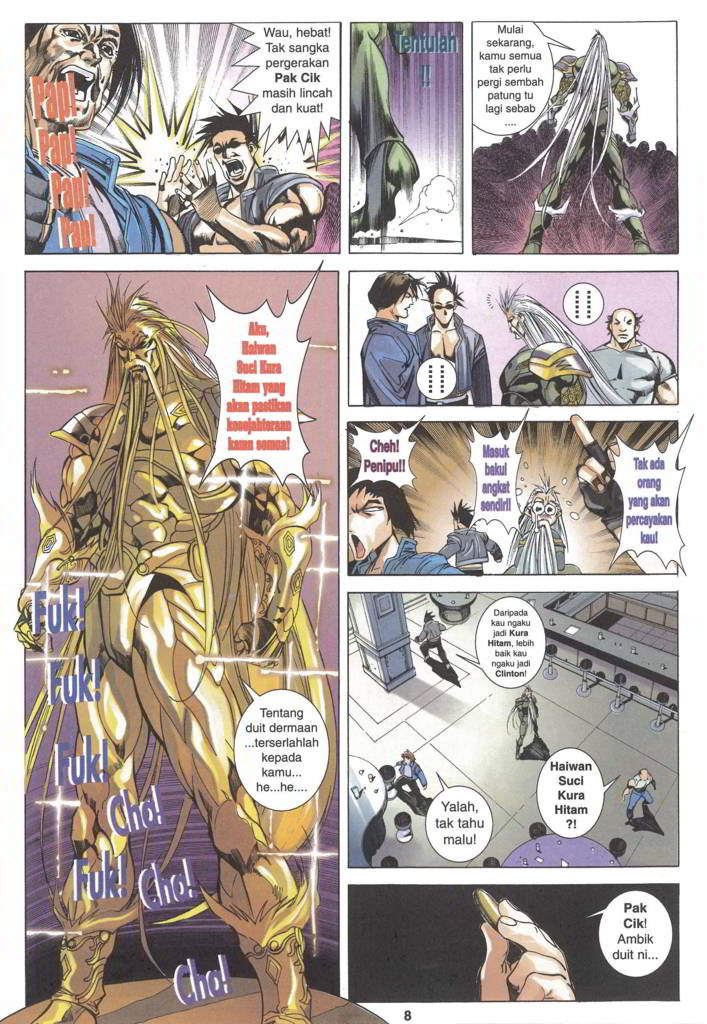 Wau, hebat!
Tak sangka
pergerakan
Pak Cik
masih lincah
dan kuat!
Pap!
Pap!
Pap!
Pap!
Tentulah
!!
Mulai
sekarang,
kamu semua
tak perlu
pergi sembah
patung tu
lagi sebab
....
Aku,
Haiwan
Suci Kura
Hitam yang
akan pastikan
kesejahteraan
kamu semua!
Fuk!
Fuk!
Fuk!
Cha!
Fuk!
Cha!
Cha!
Tentang
duit dermaan
...terserlahlah
kepada
kamu...
he...he....
Cheh!
Penipu!!
Masuk
bakul
angkat
sendiri!
Tak ada
orang
yang akan
percayakan
kau!
Daripada
kau ngaku
jadi Kura
Hitam, lebih
baik kau
ngaku jadi
Clinton!
Haiwan
Suci
Kura
Hitam
?!
Yalah,
tak tahu
malu!
Pak
Cik!
Ambik
duit ni...
8